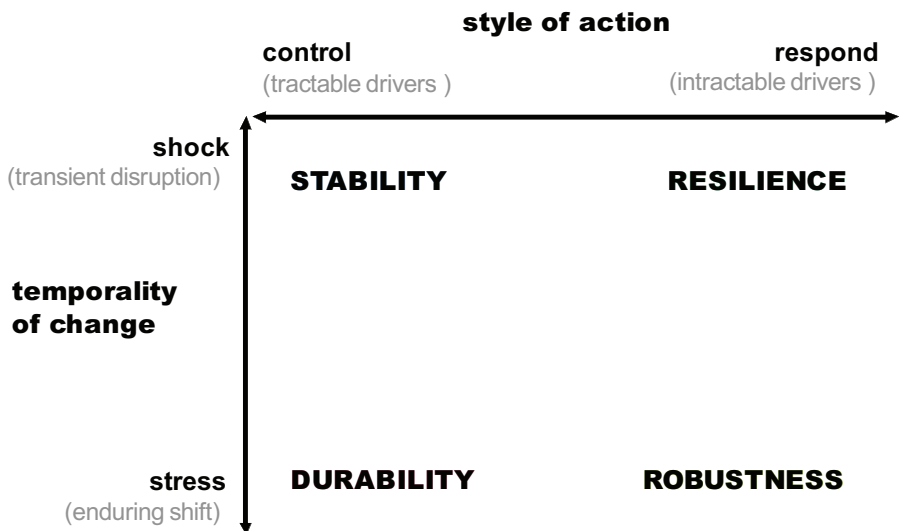 style of action
control
respond
(tractable drivers )
(intractable drivers )
shock
(transient disruption)
STABILITY
RESILIENCE
temporality
of change
stress
(enduring shift)
DURABILITY
ROBUSTNESS